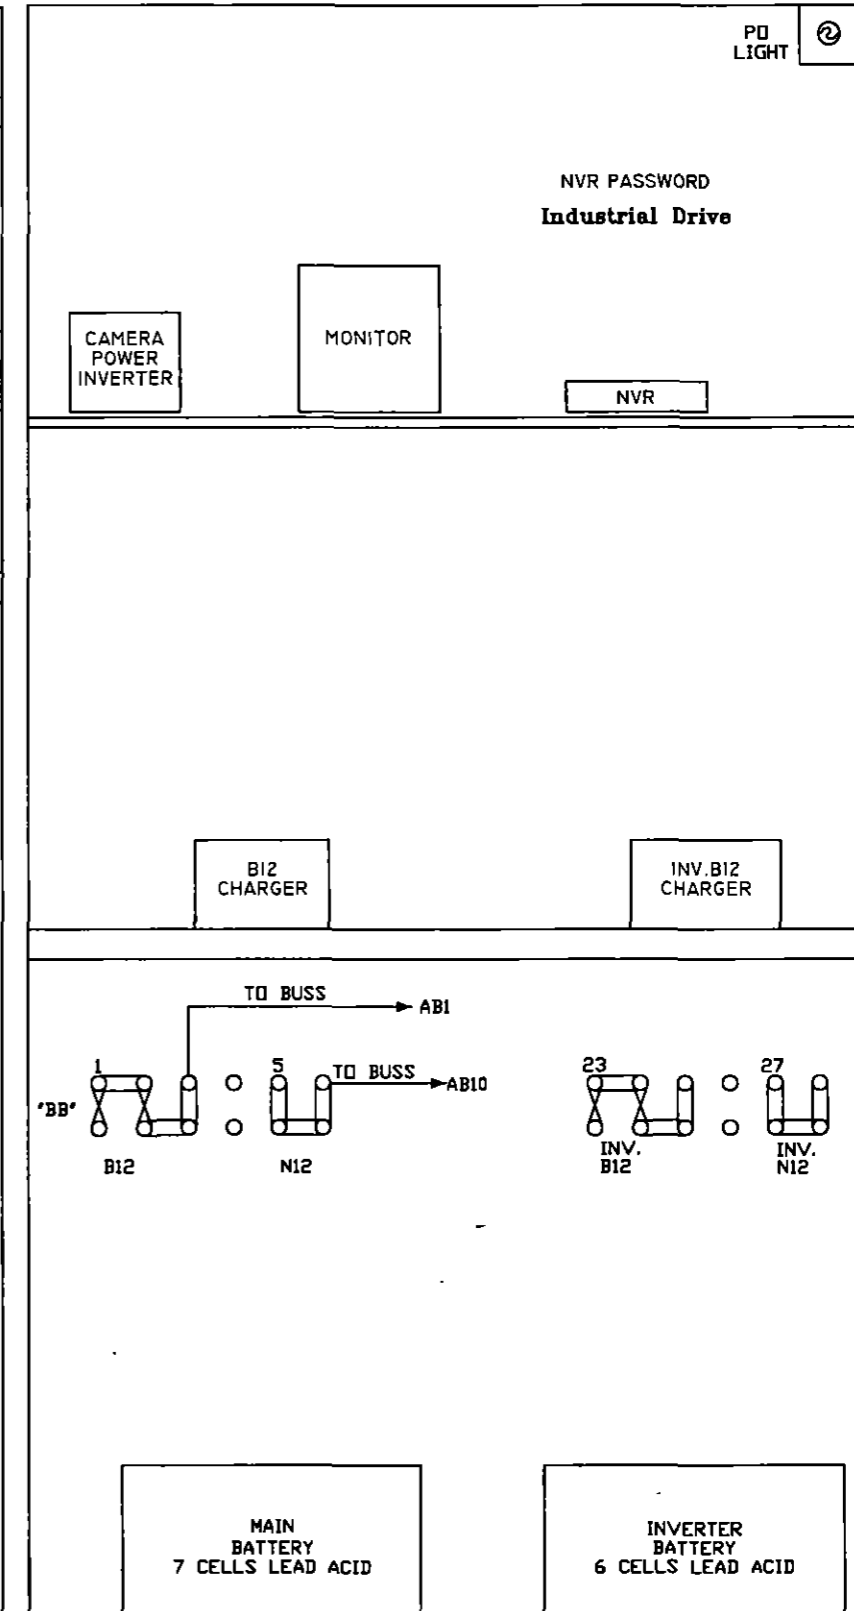 PO
LIGHT
NVR PASSWORD
Industrial Drive
CAMERA
POWER
INVERTER
MONITOR
NVR
B12
CHARGER
INV.B12
CHARGER
TO BUSS
AB1
1
5
TO BUSS
AB10
23
27
"BB"
B12
N12
INV.
B12
INV.
N12
MAIN
BATTERY
7 CELLS LEAD ACID
INVERTER
BATTERY
6 CELLS LEAD ACID